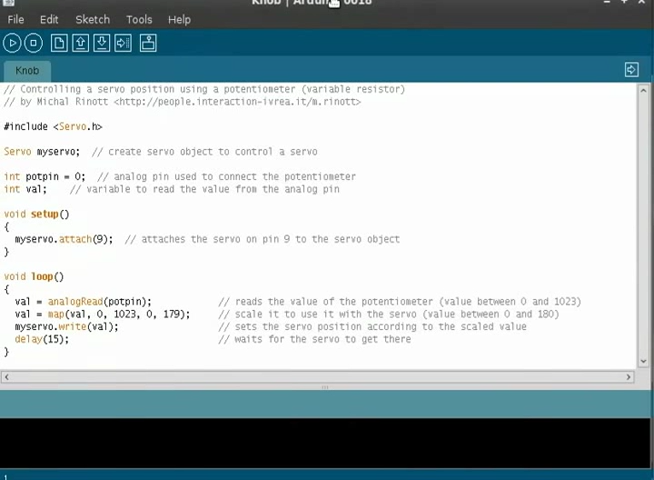 Knob | Arduino 0018
File Edit Sketch Tools Help
Knob
// Controlling a servo position using a potentiometer (variable resistor)
// by Michal Rinott <http://people.interaction-ivrea.it/m.rinott>
#include <Servo.h>
Servo myservo;  // create servo object to control a servo
int potpin = 0;  // analog pin used to connect the potentiometer
int val;    // variable to read the value from the analog pin
void setup()
{
  myservo.attach(9);  // attaches the servo on pin 9 to the servo object
}
void loop()
{
  val = analogRead(potpin);            // reads the value of the potentiometer (value between 0 and 1023)
  val = map(val, 0, 1023, 0, 179);     // scale it to use it with the servo (value between 0 and 180)
  myservo.write(val);                  // sets the servo position according to the scaled value
  delay(15);                           // waits for the servo to get there
}
1